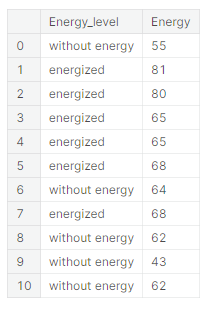 Energy_level Energy
0 without energy 55
1 energized 81
2 energized 80
3 energized 65
4 energized 65
5 energized 68
6 without energy 64
7 energized 68
8 without energy 62
9 without energy 43
10 without energy 62